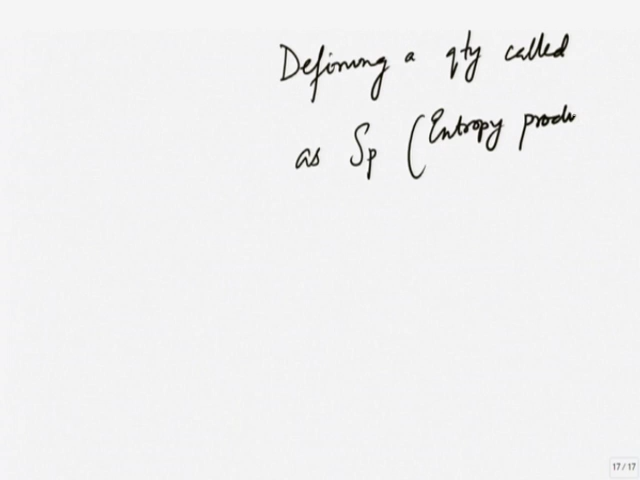 Defining a qty called
as Sp (Entropy produ
17/17